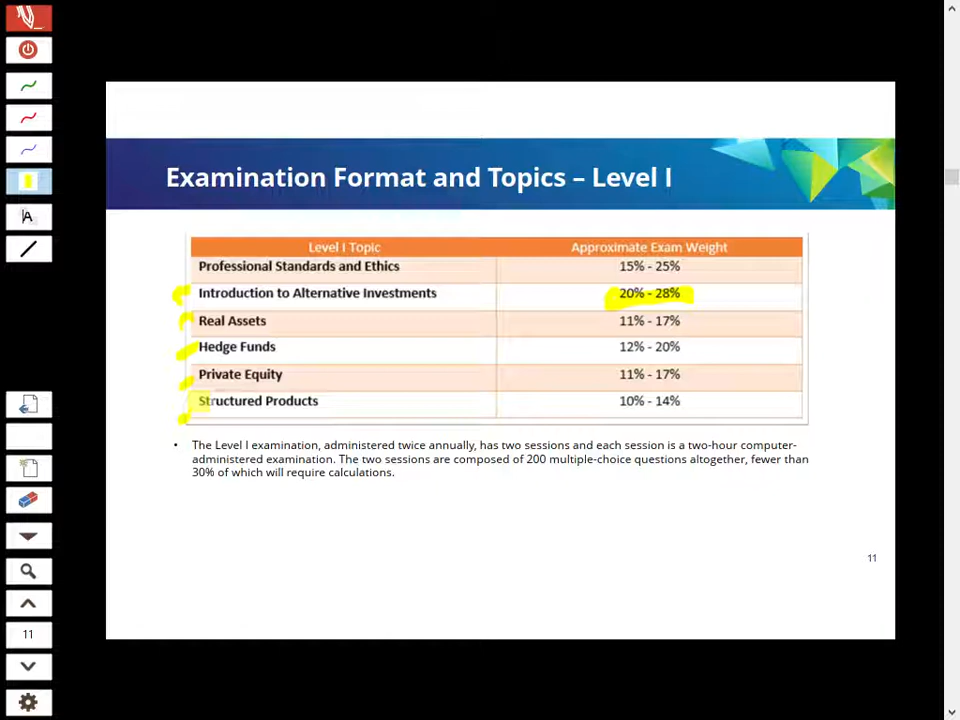 Examination Format and Topics – Level I
Level I Topic Approximate Exam Weight
Professional Standards and Ethics 15% - 25%
Introduction to Alternative Investments 20% - 28%
Real Assets 11% - 17%
Hedge Funds 12% - 20%
Private Equity 11% - 17%
Structured Products 10% - 14%
• The Level I examination, administered twice annually, has two sessions and each session is a two-hour computer-
administered examination. The two sessions are composed of 200 multiple-choice questions altogether, fewer than
30% of which will require calculations.
11
A
11